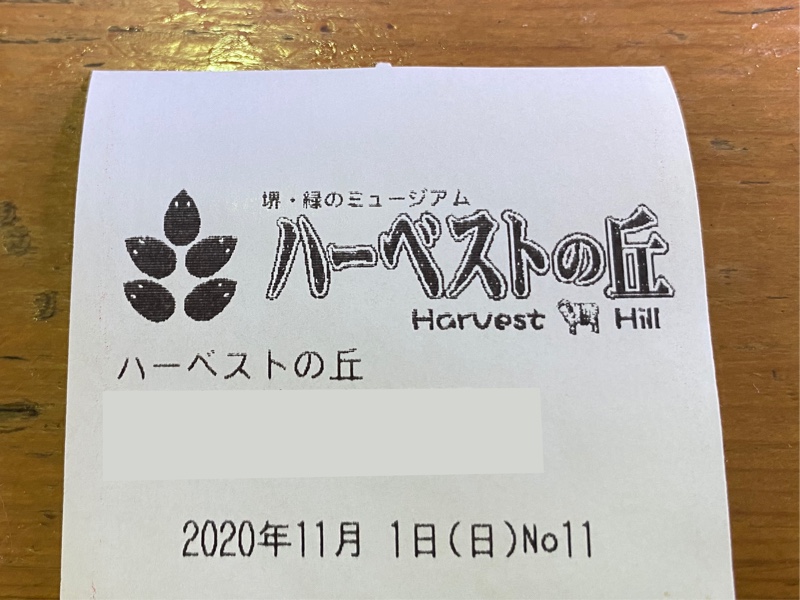 堺・緑のミュージアム
ハーベストの丘
Harvest Hill
ハーベストの丘
2020年11月 1日(日)No11